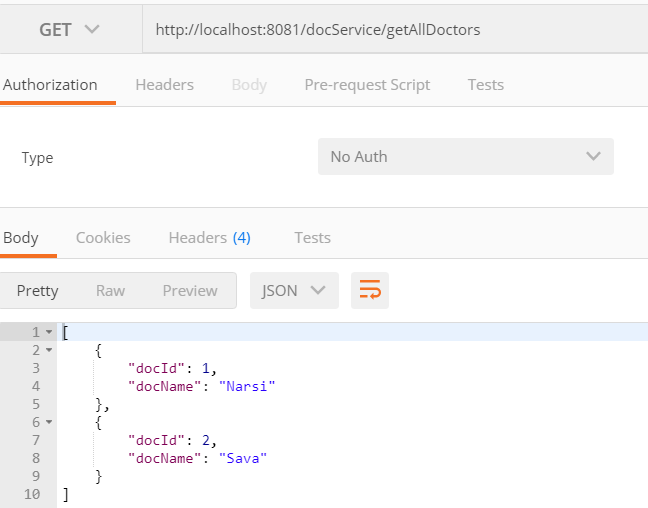 GET http://localhost:8081/docService/getAllDoctors
Authorization Headers Body Pre-request Script Tests
Type No Auth
Body Cookies Headers (4) Tests
Pretty Raw Preview JSON
1 [
2 {
3 "docId": 1,
4 "docName": "Narsi"
5 },
6 {
7 "docId": 2,
8 "docName": "Sava"
9 }
10 ]